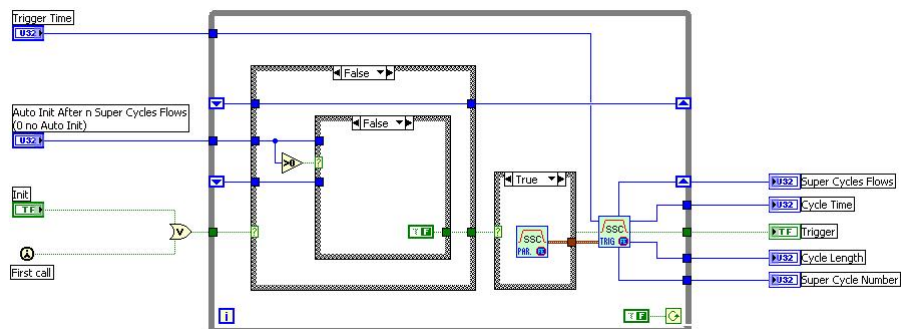 Trigger Time
U32
False
Auto Init After n Super Cycles Flows
(0 no Auto Init)
U32
False
>0
?
True
Init
TF
V
?
F
?
SSC
PAR.
SSC
TRIG
U32
Super Cycles Flows
U32
Cycle Time
TF
Trigger
U32
Cycle Length
U32
Super Cycle Number
First call
i
F